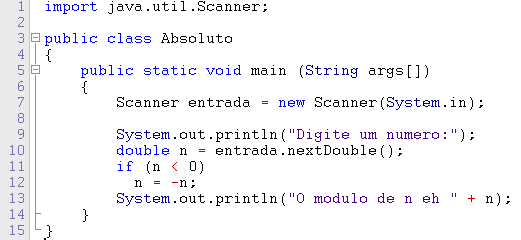 1 import java.util.Scanner;
2
3 public class Absoluto
4 {
5 public static void main (String args[])
6 {
7 Scanner entrada = new Scanner(System.in);
8
9 System.out.println("Digite um numero:");
10 double n = entrada.nextDouble();
11 if (n < 0)
12 n = -n;
13 System.out.println("O modulo de n eh " + n);
14 }
15 }